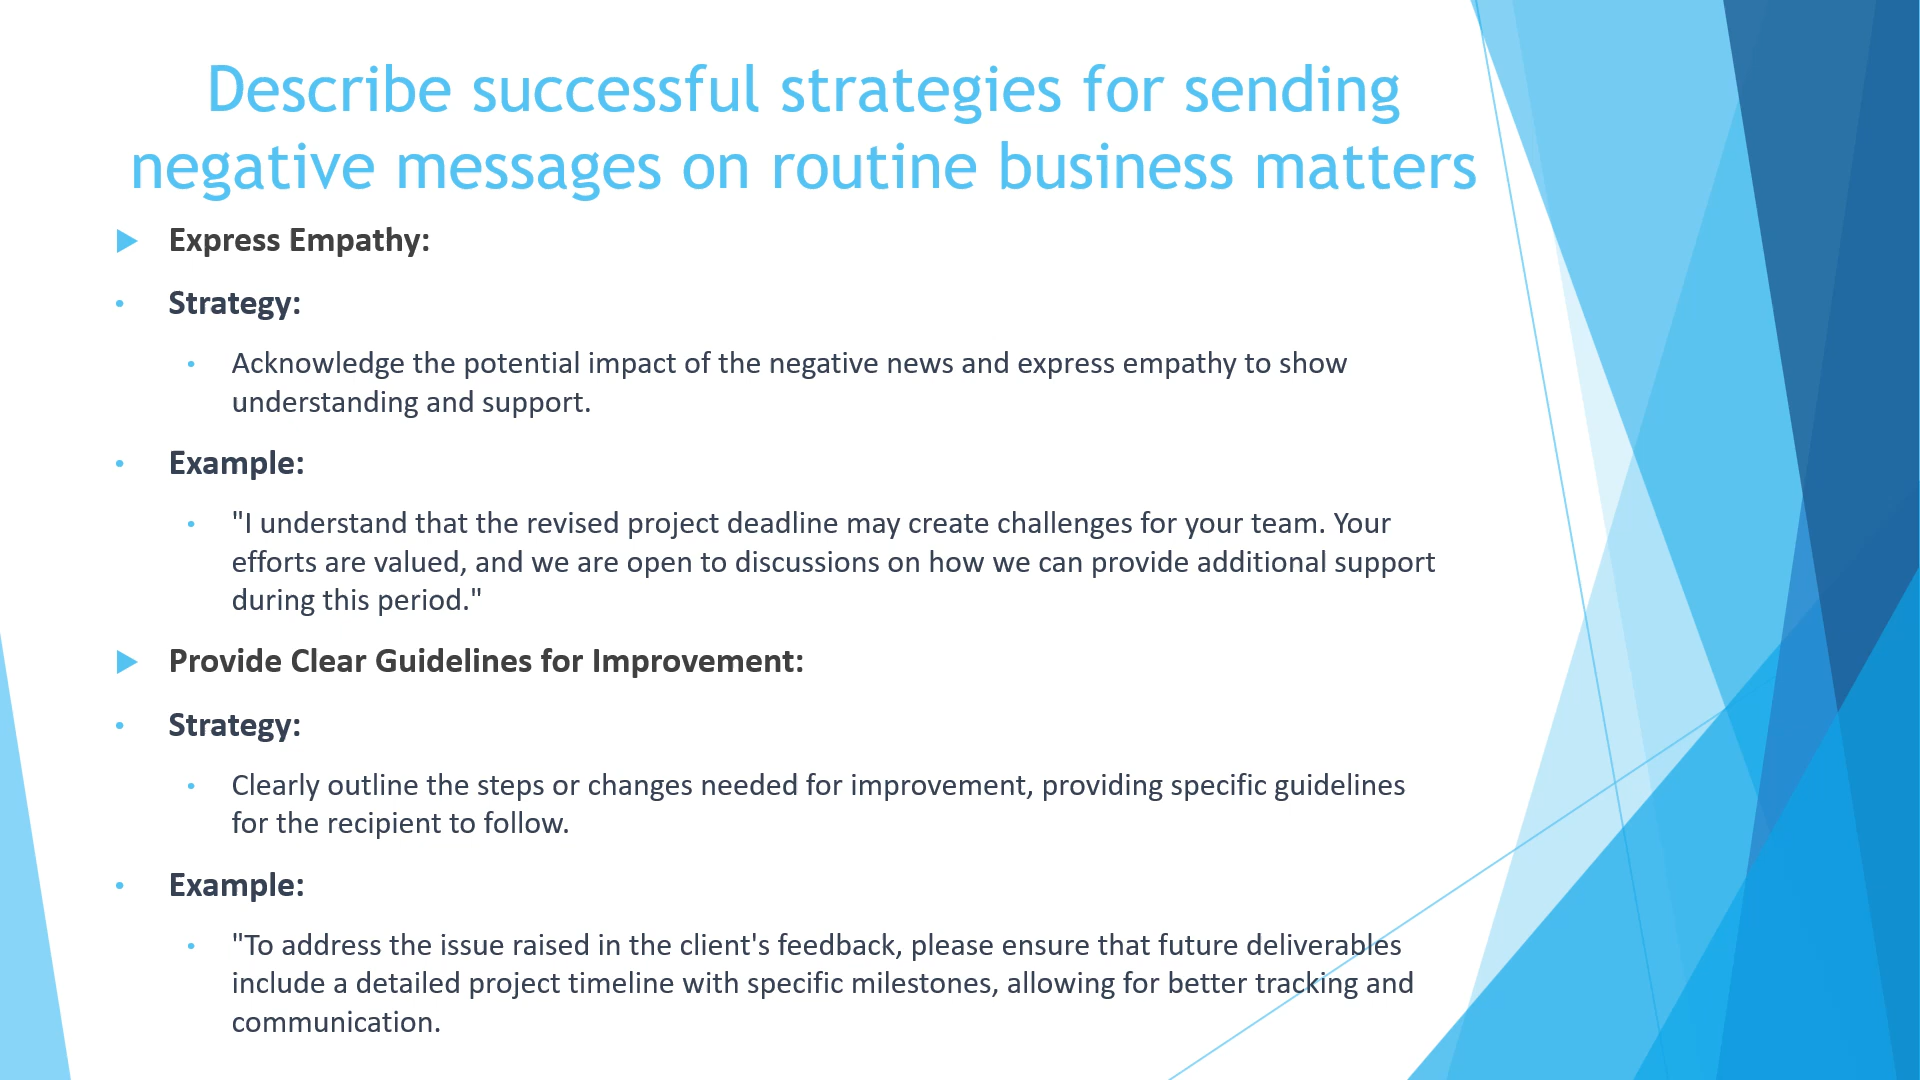 Describe successful strategies for sending
negative messages on routine business matters
Express Empathy:
Strategy:
Acknowledge the potential impact of the negative news and express empathy to show
understanding and support.
Example:
"I understand that the revised project deadline may create challenges for your team. Your
efforts are valued, and we are open to discussions on how we can provide additional support
during this period."
Provide Clear Guidelines for Improvement:
Strategy:
Clearly outline the steps or changes needed for improvement, providing specific guidelines
for the recipient to follow.
Example:
"To address the issue raised in the client's feedback, please ensure that future deliverables
include a detailed project timeline with specific milestones, allowing for better tracking and
communication.